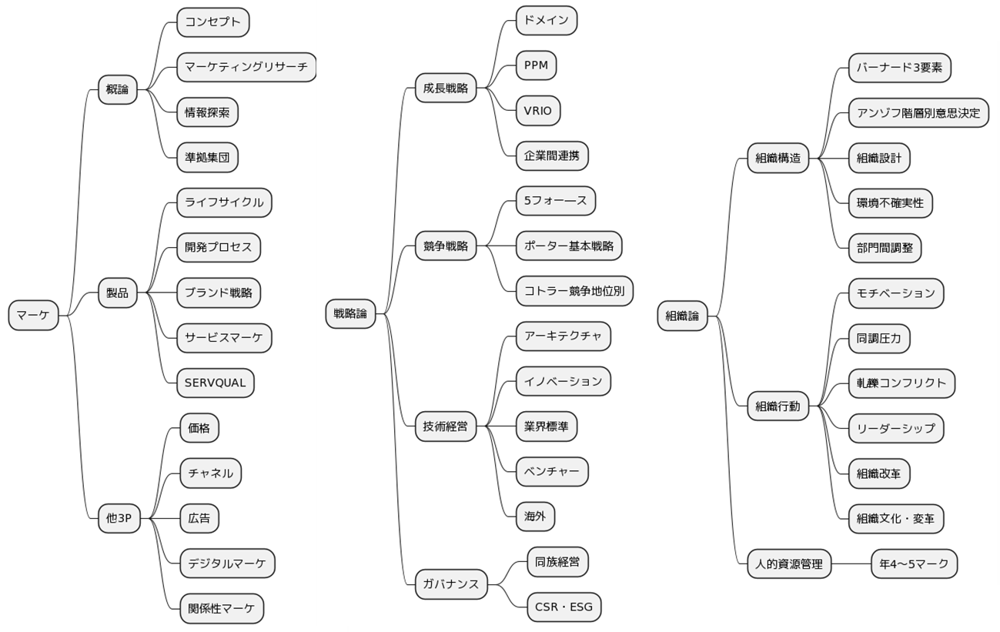 マーケ
概論
コンセプト
マーケティングリサーチ
情報探索
準拠集団
製品
ライフサイクル
開発プロセス
ブランド戦略
サービスマーケ
SERVQUAL
他3P
価格
チャネル
広告
デジタルマーケ
関係性マーケ
戦略論
成長戦略
ドメイン
PPM
VRIO
企業間連携
競争戦略
5フォー―ス
ポーター基本戦略
コトラー競争地位別
技術経営
アーキテクチャ
イノベーション
業界標準
ベンチャー
海外
ガバナンス
同族経営
CSR・ESG
組織論
組織構造
バーナード3要素
アンゾフ階層別意思決定
組織設計
環境不確実性
部門間調整
組織行動
モチベーション
同調圧力
軋轢コンフリクト
リーダーシップ
組織改革
組織文化・変革
人的資源管理
年4〜5マーク